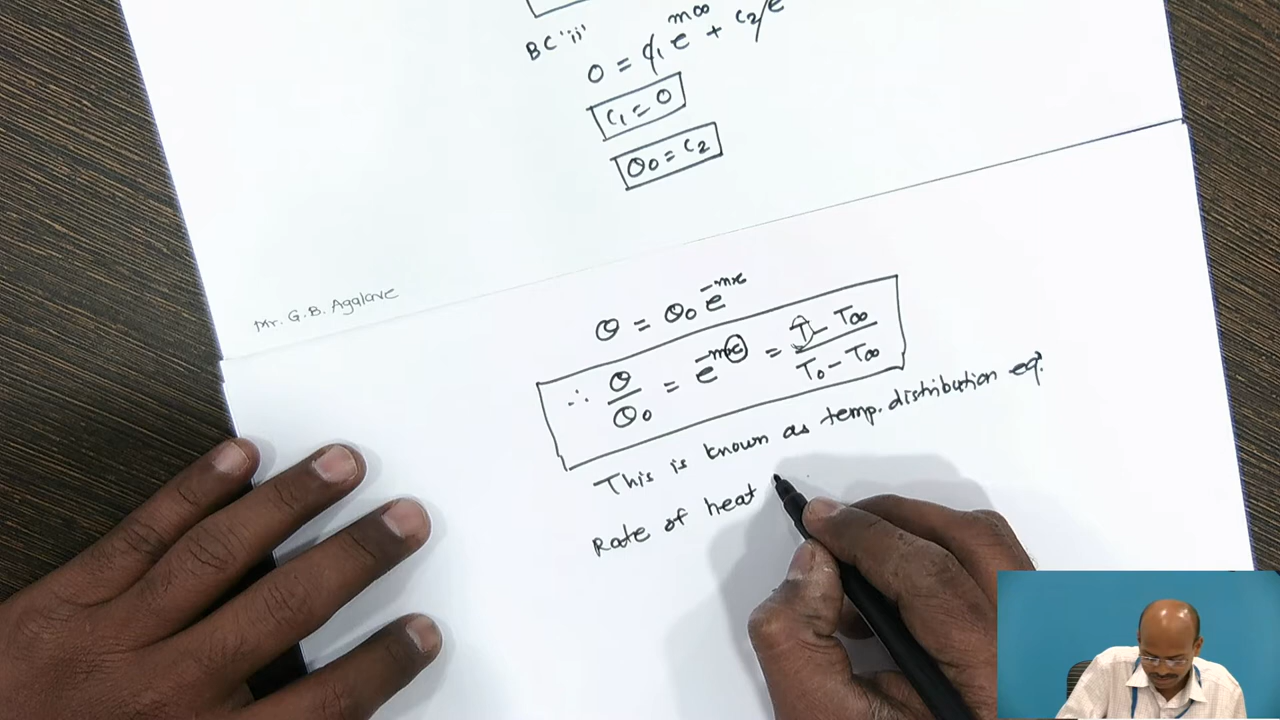 BC "ii"
0 = C₁ e^m∞ + C₂/e
C₁ = 0
θ₀ = C₂
Mr. G.B. Agalave
θ = θ₀ e^-mx
∴ θ/θ₀ = e^-mx = T - T∞ / T₀ - T∞
This is known as temp. distribution eq.
Rate of heat